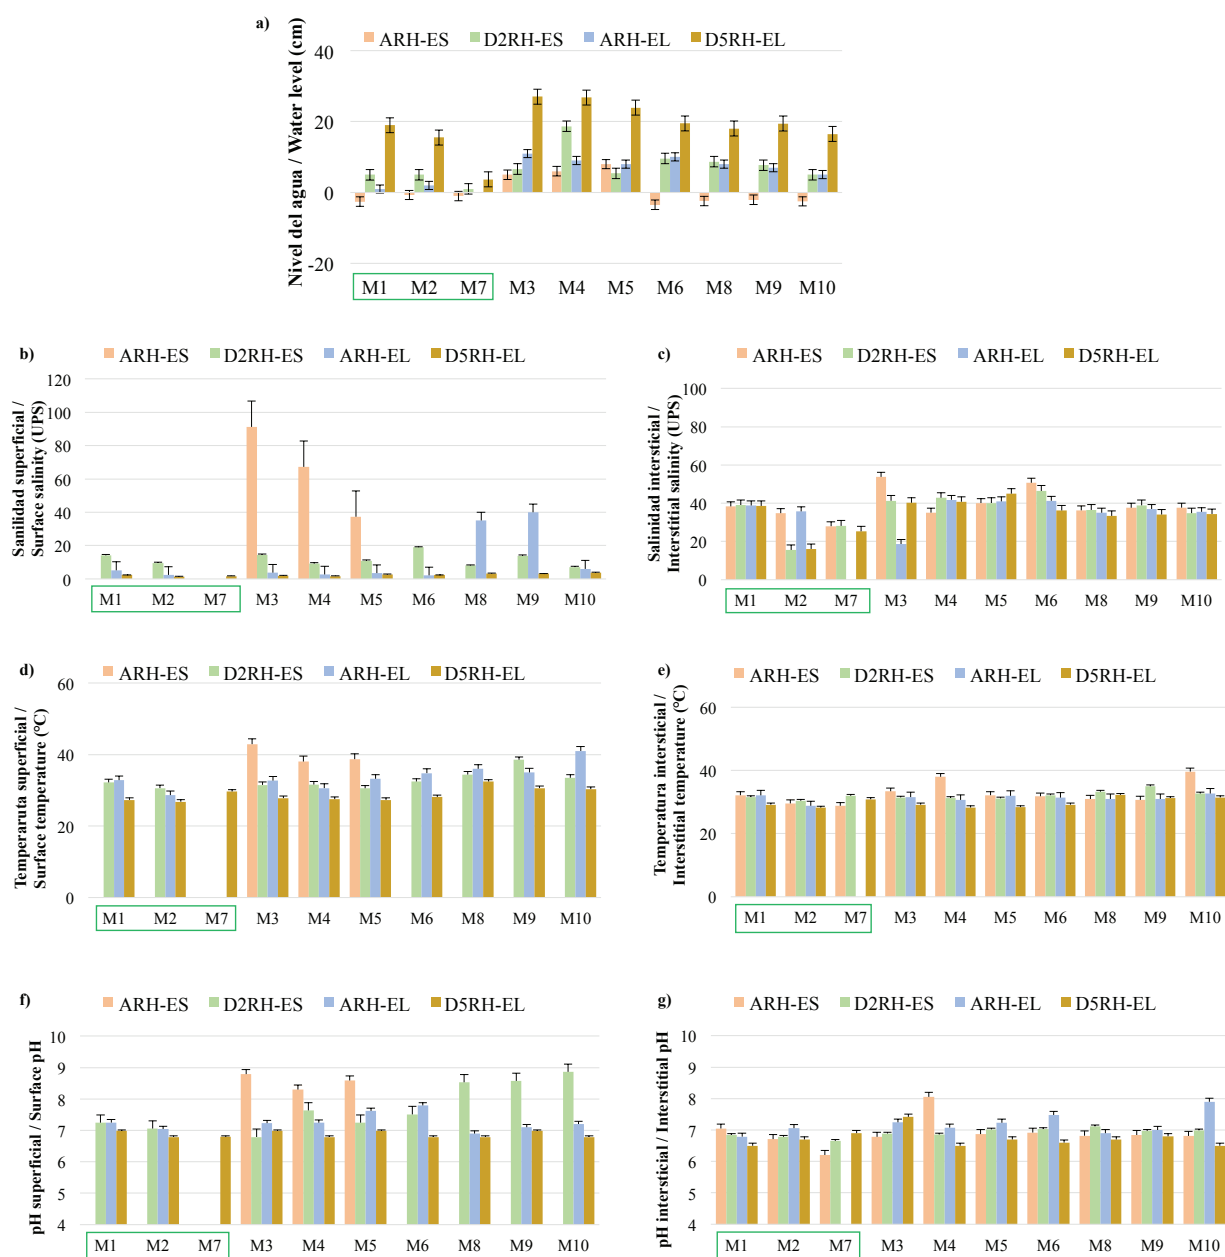 a)
ARH-ES D2RH-ES ARH-EL D5RH-EL
Nivel del agua / Water level (cm)
40
20
0
-20
M1 M2 M7 M3 M4 M5 M6 M8 M9 M10
b)
ARH-ES D2RH-ES ARH-EL D5RH-EL
Sanilidad superficial /
Surface salinity (UPS)
120
100
80
60
40
20
0
M1 M2 M7 M3 M4 M5 M6 M8 M9 M10
c)
ARH-ES D2RH-ES ARH-EL D5RH-EL
Salinidad intersticial /
Interstitial salinity (UPS)
100
80
60
40
20
0
M1 M2 M7 M3 M4 M5 M6 M8 M9 M10
d)
ARH-ES D2RH-ES ARH-EL D5RH-EL
Temperaruta superficial /
Surface temperature (°C)
60
40
20
0
M1 M2 M7 M3 M4 M5 M6 M8 M9 M10
e)
ARH-ES D2RH-ES ARH-EL D5RH-EL
Temperatura intersticial /
Interstitial temperature (°C)
60
40
20
0
M1 M2 M7 M3 M4 M5 M6 M8 M9 M10
f)
ARH-ES D2RH-ES ARH-EL D5RH-EL
pH superficial / Surface pH
10
9
8
7
6
5
4
M1 M2 M7 M3 M4 M5 M6 M8 M9 M10
g)
ARH-ES D2RH-ES ARH-EL D5RH-EL
pH intersticial / Interstitial pH
10
9
8
7
6
5
4
M1 M2 M7 M3 M4 M5 M6 M8 M9 M10